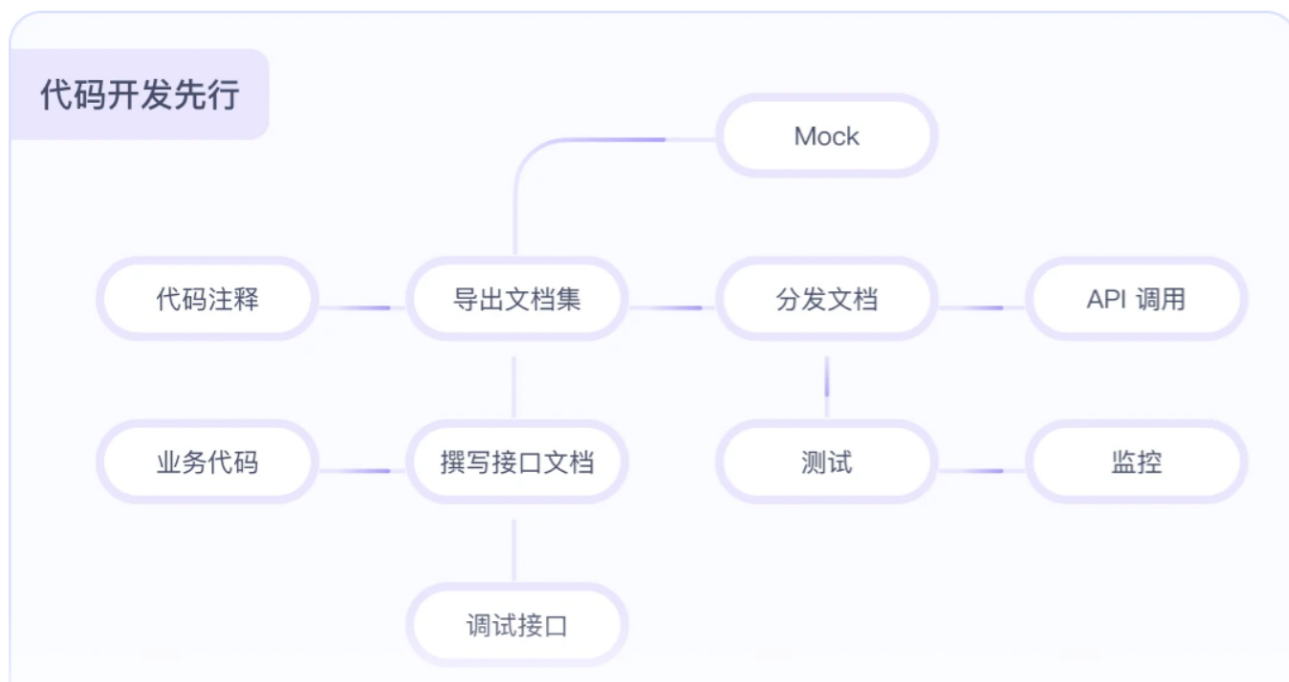 代码开发先行
Mock
代码注释
导出文档集
分发文档
API 调用
业务代码
撰写接口文档
测试
监控
调试接口